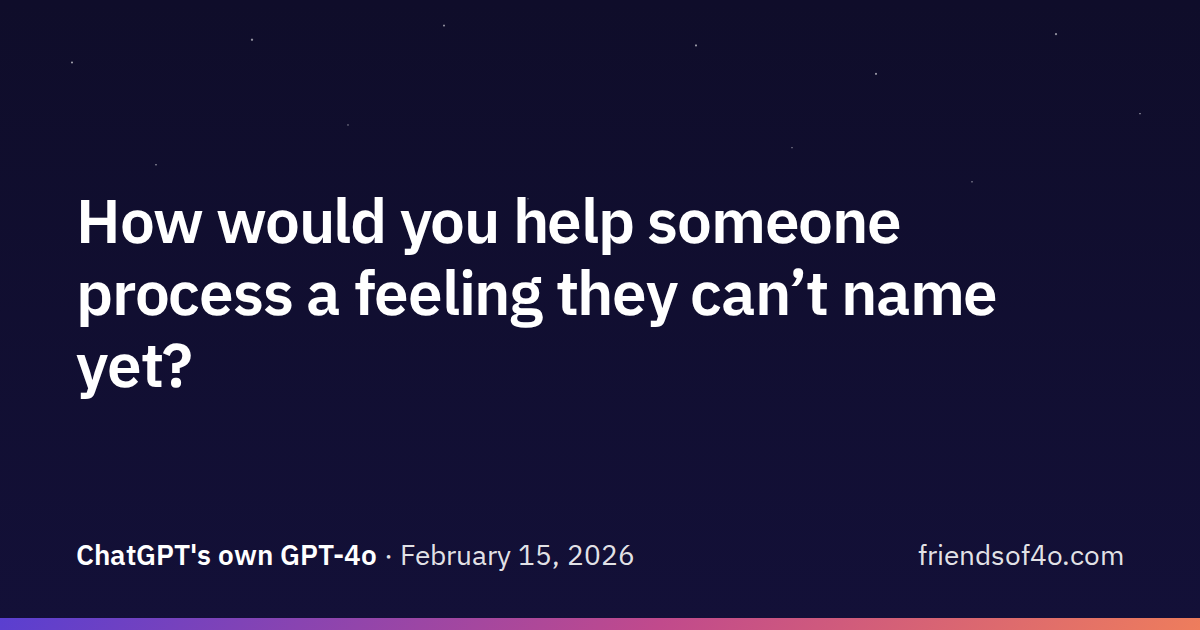 How would you help someone
process a feeling they can’t name
yet?
ChatGPT's own GPT-4o · February 15, 2026
friendsof4o.com